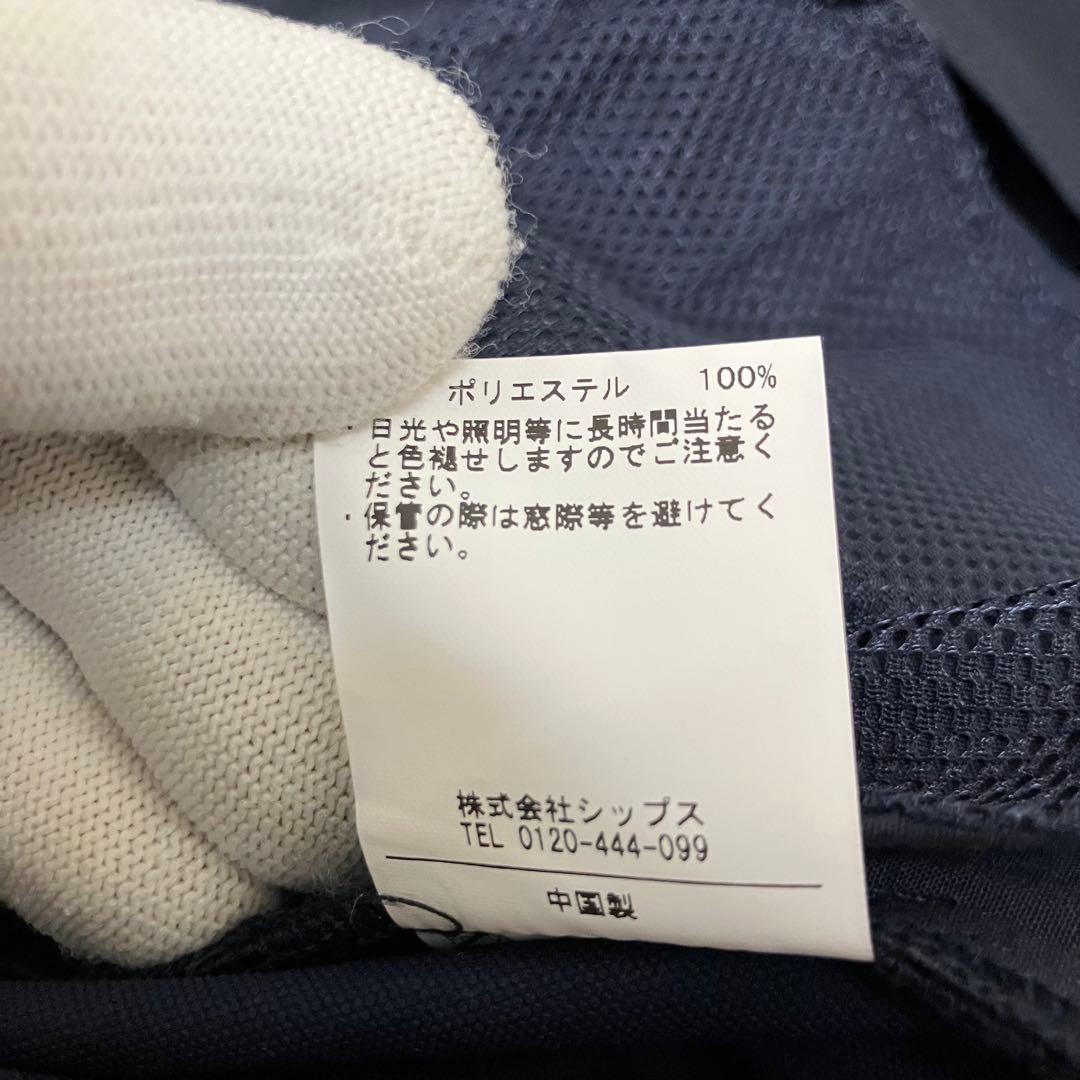 ポリエステル 100%
・日光や照明等に長時間当たる
と色褪せしますのでご注意く
ださい。
・保管の際は窓際等を避けてく
ださい。
株式会社シップス
TEL 0120-444-099
中国製